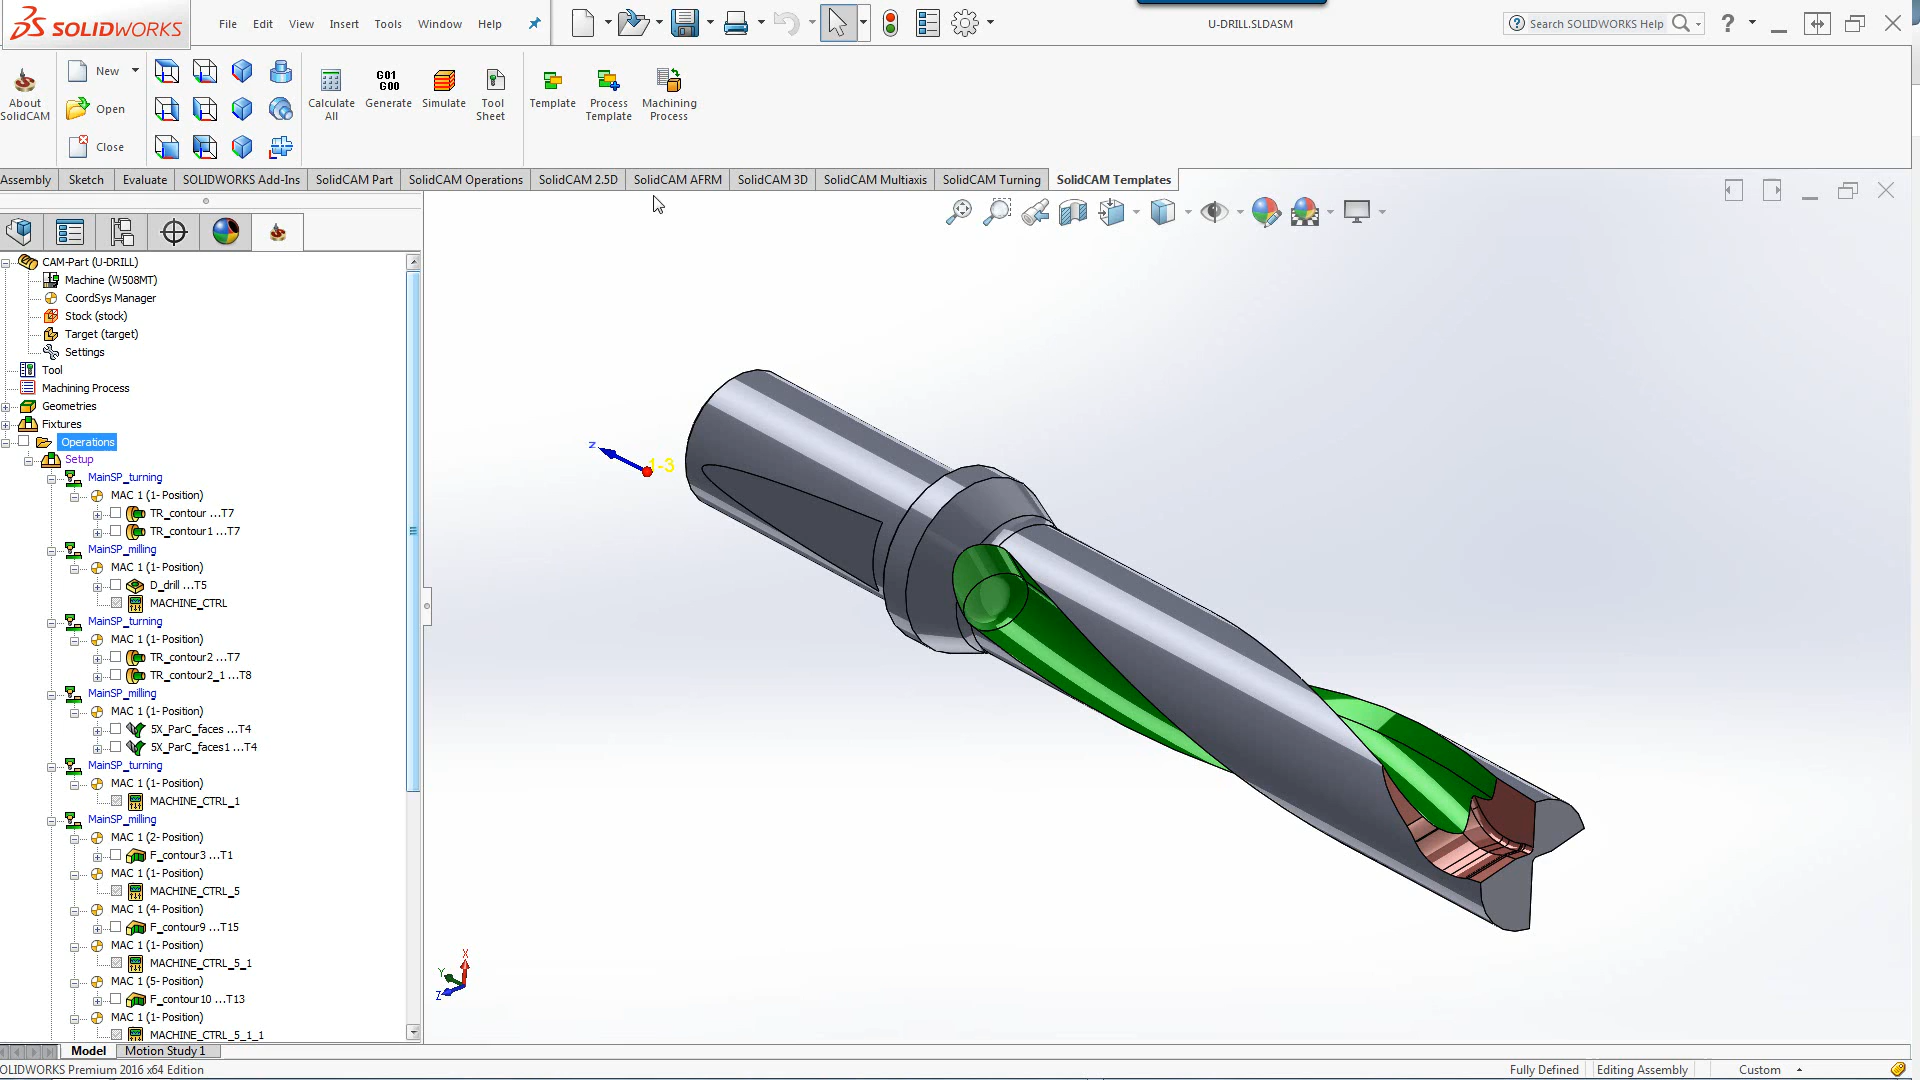 SOLIDWORKS
File Edit View Insert Tools Window Help
U-DRILL.SLDASM
Search SOLIDWORKS Help
?
About SolidCAM
New
Open
Close
Calculate All
G01 G00
Generate
Simulate
Tool Sheet
Template
Process Template
Machining Process
Assembly Sketch Evaluate SOLIDWORKS Add-Ins SolidCAM Part SolidCAM Operations SolidCAM 2.5D SolidCAM AFRM SolidCAM 3D SolidCAM Multiaxis SolidCAM Turning SolidCAM Templates
CAM-Part (U-DRILL)
Machine (W508MT)
CoordSys Manager
Stock (stock)
Target (target)
Settings
Tool
Machining Process
Geometries
Fixtures
Operations
Setup
MainSP_turning
MAC 1 (1- Position)
TR_contour ...T7
TR_contour1 ...T7
MainSP_milling
MAC 1 (1- Position)
D_drill ...T5
MACHINE_CTRL
MainSP_turning
MAC 1 (1- Position)
TR_contour2 ...T7
TR_contour2_1 ...T8
MainSP_milling
MAC 1 (1- Position)
5X_ParC_faces ...T4
5X_ParC_faces1 ...T4
MainSP_turning
MAC 1 (1- Position)
MACHINE_CTRL_1
MainSP_milling
MAC 1 (2- Position)
F_contour3 ...T1
MAC 1 (1- Position)
MACHINE_CTRL_5
MAC 1 (4- Position)
F_contour9 ...T15
MAC 1 (1- Position)
MACHINE_CTRL_5_1
MAC 1 (5- Position)
F_contour10 ...T13
MAC 1 (1- Position)
MACHINE_CTRL_5_1_1
z
1-3
X
Y
Z
Model Motion Study 1
OLIDWORKS Premium 2016 x64 Edition
Fully Defined Editing Assembly Custom